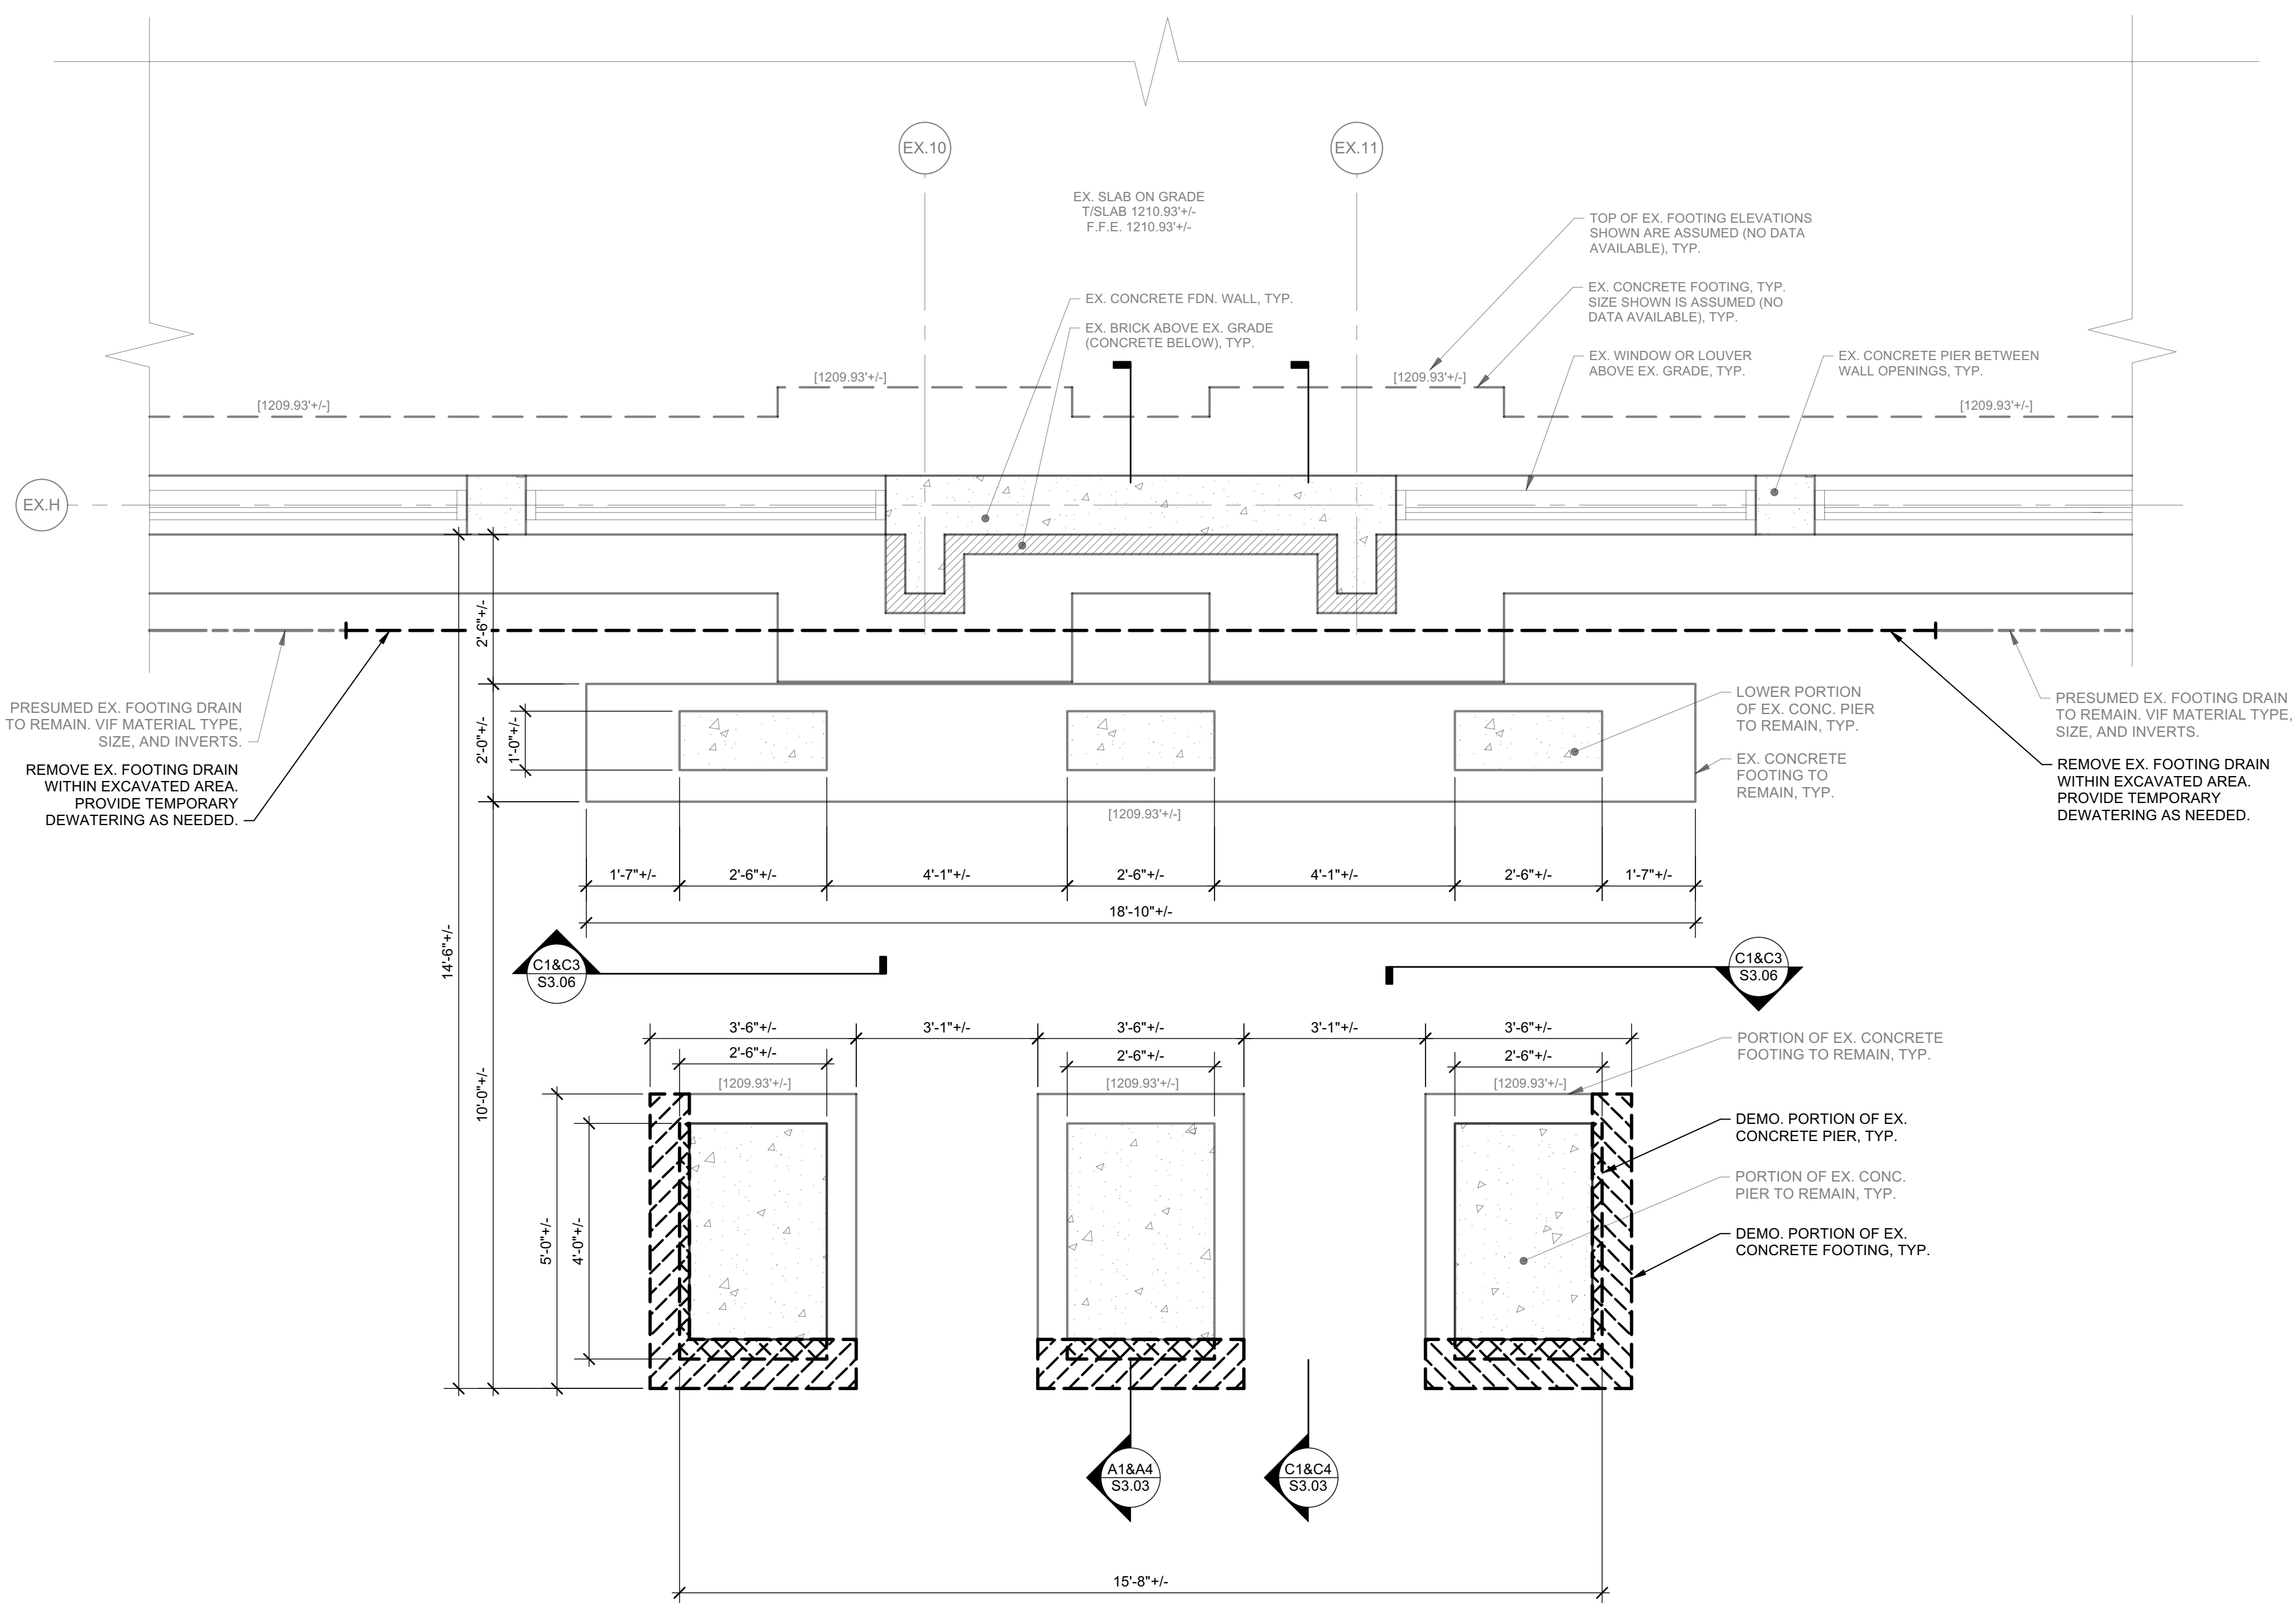 EX.10
EX.11
EX. SLAB ON GRADE
T/SLAB 1210.93'+/-
F.F.E. 1210.93'+/-
TOP OF EX. FOOTING ELEVATIONS
SHOWN ARE ASSUMED (NO DATA
AVAILABLE), TYP.
EX. CONCRETE FDN. WALL, TYP.
EX. CONCRETE FOOTING, TYP.
SIZE SHOWN IS ASSUMED (NO
DATA AVAILABLE), TYP.
EX. BRICK ABOVE EX. GRADE
(CONCRETE BELOW), TYP.
EX. WINDOW OR LOUVER
ABOVE EX. GRADE, TYP.
EX. CONCRETE PIER BETWEEN
WALL OPENINGS, TYP.
[1209.93'+/-]
[1209.93'+/-]
[1209.93'+/-]
[1209.93'+/-]
EX.H
2'-6"+/-
PRESUMED EX. FOOTING DRAIN
TO REMAIN. VIF MATERIAL TYPE,
SIZE, AND INVERTS.
REMOVE EX. FOOTING DRAIN
WITHIN EXCAVATED AREA.
PROVIDE TEMPORARY
DEWATERING AS NEEDED.
2'-0"+/-
1'-0"+/-
LOWER PORTION
OF EX. CONC. PIER
TO REMAIN, TYP.
EX. CONCRETE
FOOTING TO
REMAIN, TYP.
PRESUMED EX. FOOTING DRAIN
TO REMAIN. VIF MATERIAL TYPE,
SIZE, AND INVERTS.
REMOVE EX. FOOTING DRAIN
WITHIN EXCAVATED AREA.
PROVIDE TEMPORARY
DEWATERING AS NEEDED.
[1209.93'+/-]
1'-7"+/-
2'-6"+/-
4'-1"+/-
2'-6"+/-
4'-1"+/-
2'-6"+/-
1'-7"+/-
18'-10"+/-
14'-6"+/-
C1&C3
S3.06
C1&C3
S3.06
3'-6"+/-
3'-1"+/-
3'-6"+/-
3'-1"+/-
3'-6"+/-
2'-6"+/-
2'-6"+/-
2'-6"+/-
[1209.93'+/-]
[1209.93'+/-]
[1209.93'+/-]
PORTION OF EX. CONCRETE
FOOTING TO REMAIN, TYP.
10'-0"+/-
DEMO. PORTION OF EX.
CONCRETE PIER, TYP.
PORTION OF EX. CONC.
PIER TO REMAIN, TYP.
5'-0"+/-
4'-0"+/-
DEMO. PORTION OF EX.
CONCRETE FOOTING, TYP.
A1&A4
S3.03
C1&C4
S3.03
15'-8"+/-